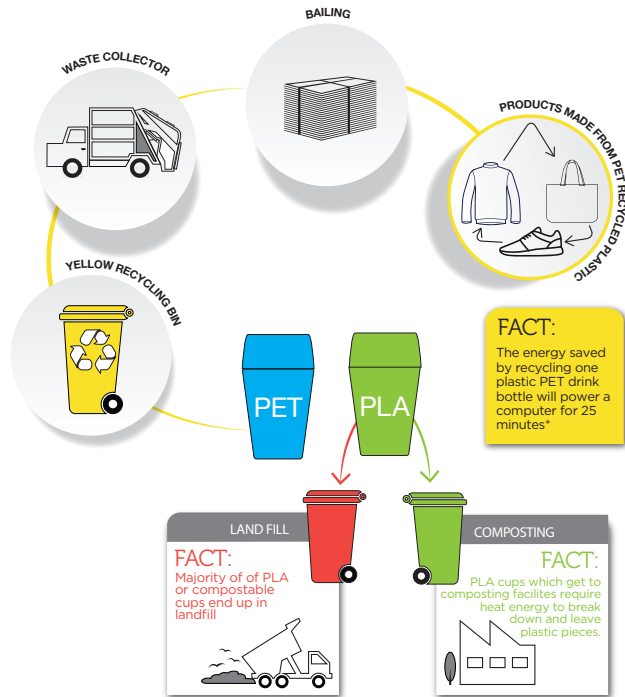 BAILING
WASTE COLLECTOR
PRODUCTS MADE FROM PET RECYCLED PLASTIC
YELLOW RECYCLING BIN
FACT:
The energy saved
by recycling one
plastic PET drink
bottle will power a
computer for 25
minutes*
PET
PLA
LAND FILL
FACT:
Majority of of PLA
or compostable
cups end up in
landfill
COMPOSTING
FACT:
PLA cups which get to
composting facilites require
heat energy to break
down and leave
plastic pieces.